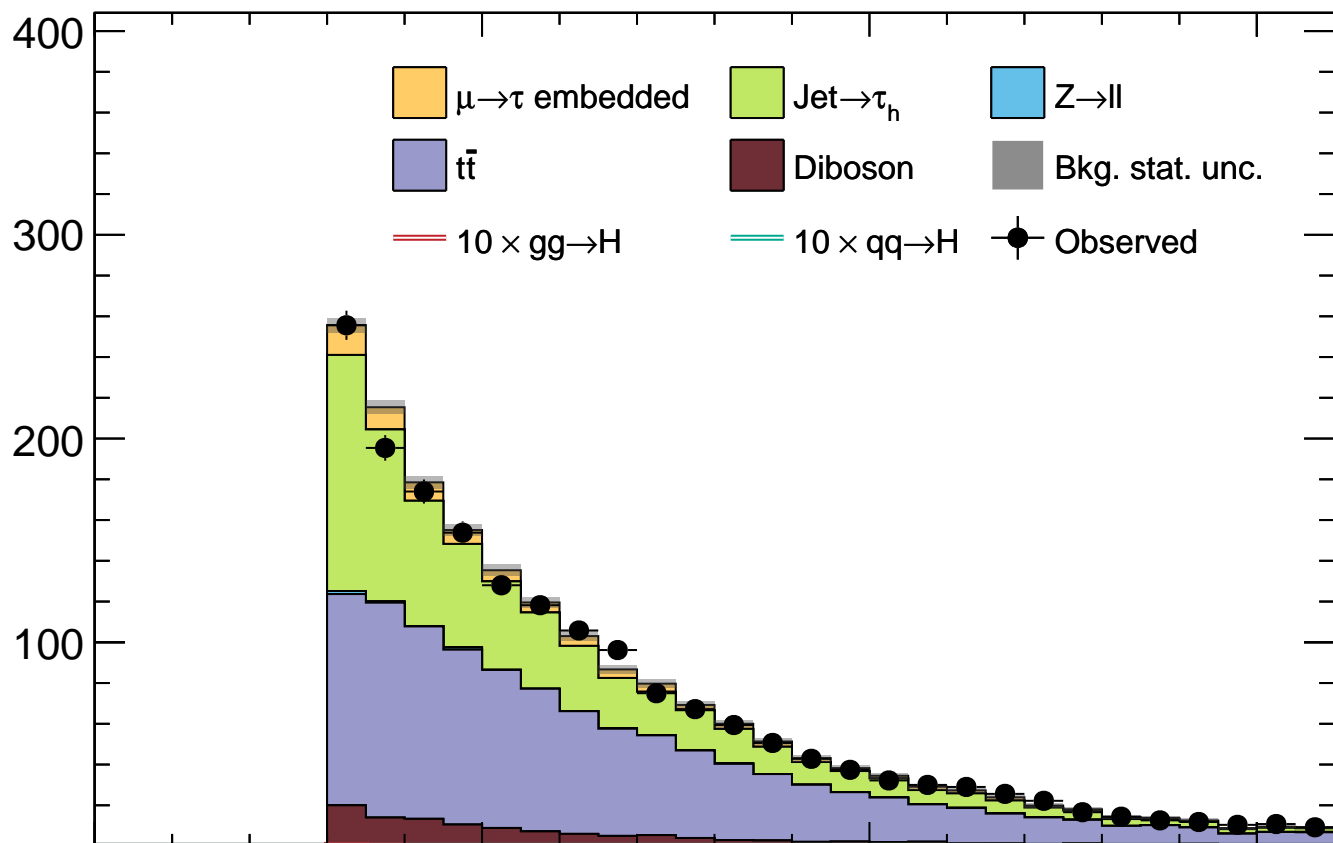 400
μ→τ embedded Jet→τh Z→ll
tt̄ Diboson Bkg. stat. unc.
10 × gg→H 10 × qq→H Observed
300
200
100